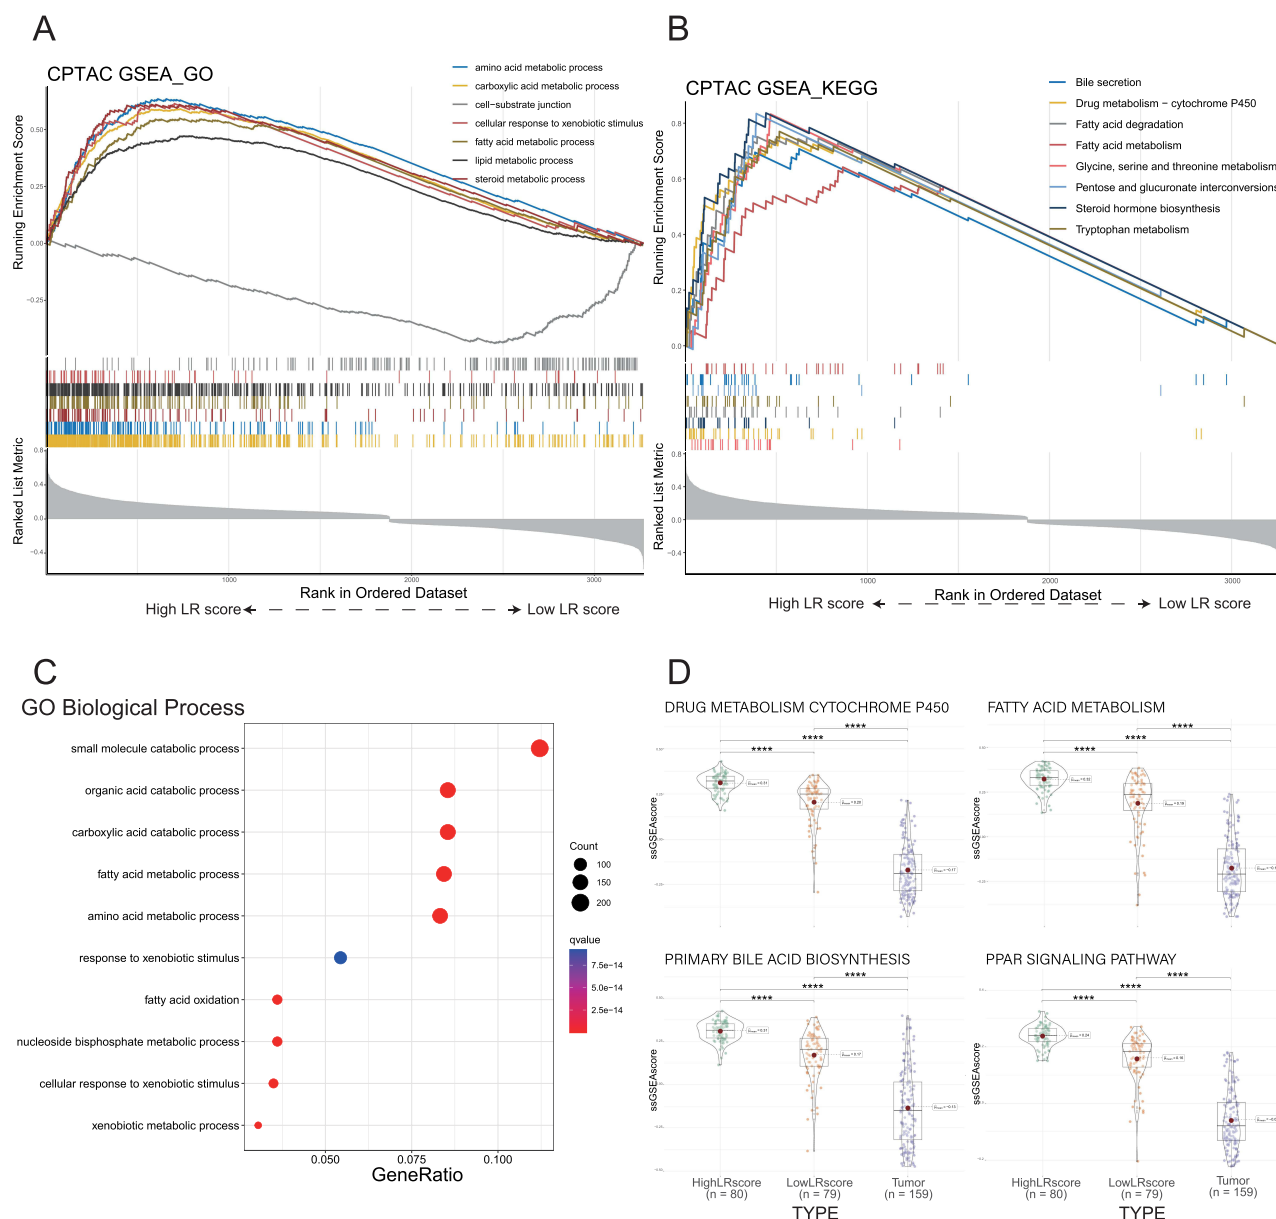 A
CPTAC GSEA_GO
amino acid metabolic process
carboxylic acid metabolic process
cell−substrate junction
cellular response to xenobiotic stimulus
fatty acid metabolic process
lipid metabolic process
steroid metabolic process
Running Enrichment Score
0.50
0.25
0.00
−0.25
Ranked List Metric
0.8
0.4
0.0
−0.4
1000
2000
3000
Rank in Ordered Dataset
High LR score
Low LR score
B
CPTAC GSEA_KEGG
Bile secretion
Drug metabolism − cytochrome P450
Fatty acid degradation
Fatty acid metabolism
Glycine, serine and threonine metabolism
Pentose and glucuronate interconversions
Steroid hormone biosynthesis
Tryptophan metabolism
Running Enrichment Score
0.8
0.6
0.4
0.2
0.0
Ranked List Metric
0.8
0.4
0.0
−0.4
1000
2000
3000
Rank in Ordered Dataset
High LR score
Low LR score
C
GO Biological Process
small molecule catabolic process
organic acid catabolic process
carboxylic acid catabolic process
fatty acid metabolic process
amino acid metabolic process
response to xenobiotic stimulus
fatty acid oxidation
nucleoside bisphosphate metabolic process
cellular response to xenobiotic stimulus
xenobiotic metabolic process
0.050
0.075
0.100
GeneRatio
Count
100
150
200
qvalue
7.5e−14
5.0e−14
2.5e−14
D
DRUG METABOLISM CYTOCHROME P450
****
****
****
ssGSEAscore
FATTY ACID METABOLISM
****
****
****
ssGSEAscore
PRIMARY BILE ACID BIOSYNTHESIS
****
****
****
ssGSEAscore
PPAR SIGNALING PATHWAY
****
****
****
ssGSEAscore
HighLRscore
(n = 80)
LowLRscore
(n = 79)
Tumor
(n = 159)
TYPE
HighLRscore
(n = 80)
LowLRscore
(n = 79)
Tumor
(n = 159)
TYPE